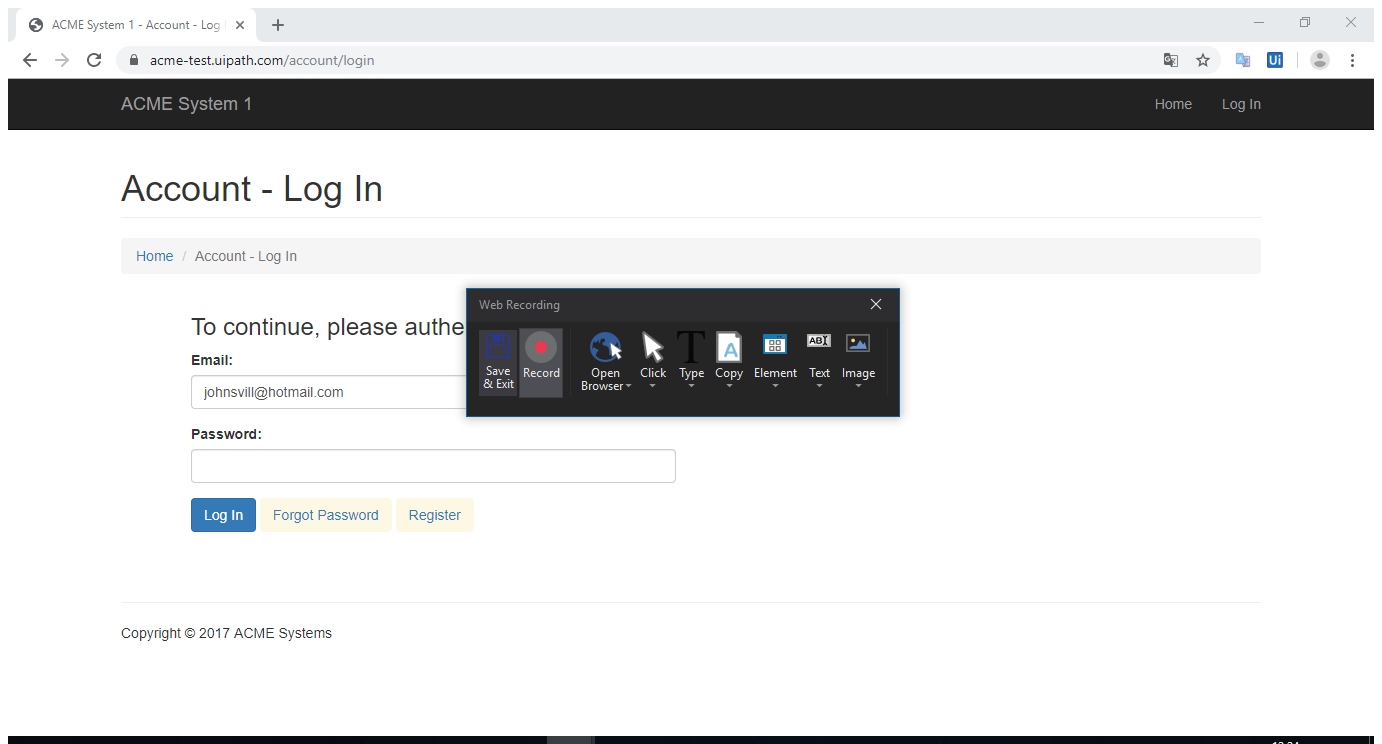 ACME System 1 - Account - Log
acme-test.uipath.com/account/login
Ui
ACME System 1
Home
Log In
Account - Log In
Home / Account - Log In
To continue, please authe
Email:
johnsvill@hotmail.com
Password:
Log In
Forgot Password
Register
Web Recording
Save & Exit
Record
Open Browser
Click
Type
Copy
Element
Text
Image
Copyright © 2017 ACME Systems